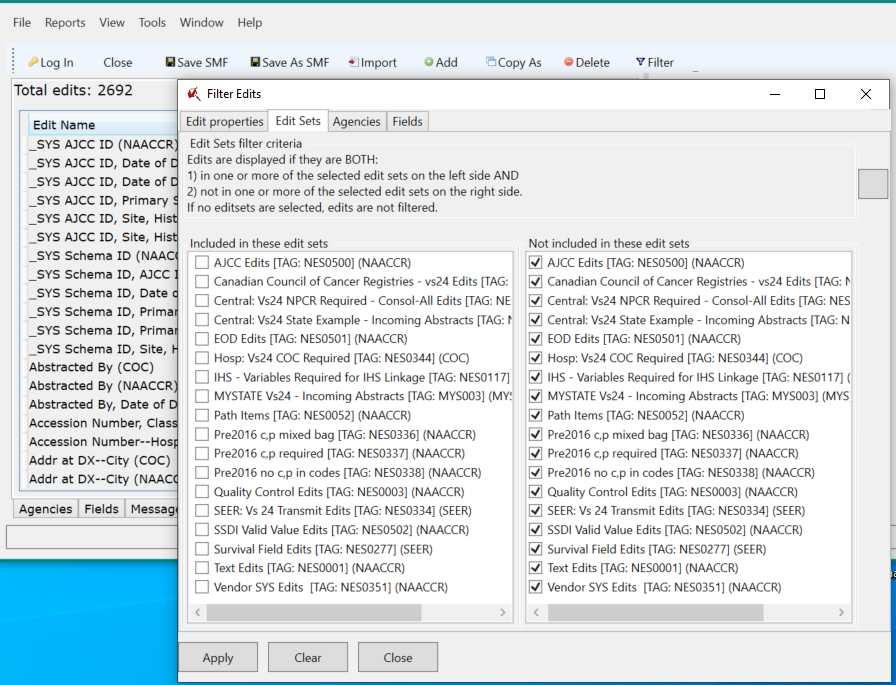 File Reports View Tools Window Help
Log In Close Save SMF Save As SMF Import Add Copy As Delete Filter
Total edits: 2692
Edit Name
_SYS AJCC ID (NAACCR)
_SYS AJCC ID, Date of D
_SYS AJCC ID, Primary S
_SYS AJCC ID, Site, Hist
_SYS AJCC ID, Site, Hist
_SYS Schema ID (NAAC
_SYS Schema ID, AJCC I
_SYS Schema ID, Date o
_SYS Schema ID, Primar
_SYS Schema ID, Primar
_SYS Schema ID, Site, H
Abstracted By (COC)
Abstracted By (NAACCR)
Abstracted By, Date of D
Accession Number, Class
Accession Number--Hosp
Addr at DX--City (COC)
Addr at DX--City (NAACC
Agencies Fields Message
Filter Edits
Edit properties Edit Sets Agencies Fields
Edit Sets filter criteria
Edits are displayed if they are BOTH:
1) in one or more of the selected edit sets on the left side AND
2) not in one or more of the selected edit sets on the right side.
If no editsets are selected, edits are not filtered.
Included in these edit sets
AJCC Edits [TAG: NES0500] (NAACCR)
Canadian Council of Cancer Registries - vs24 Edits [TAG:
Central: Vs24 NPCR Required - Consol-All Edits [TAG: NE
Central: Vs24 State Example - Incoming Abstracts [TAG: N
EOD Edits [TAG: NES0501] (NAACCR)
Hosp: Vs24 COC Required [TAG: NES0344] (COC)
IHS - Variables Required for IHS Linkage [TAG: NES0117]
MYSTATE Vs24 - Incoming Abstracts [TAG: MYS003] (MYS
Path Items [TAG: NES0052] (NAACCR)
Pre2016 c,p mixed bag [TAG: NES0336] (NAACCR)
Pre2016 c,p required [TAG: NES0337] (NAACCR)
Pre2016 no c,p in codes [TAG: NES0338] (NAACCR)
Quality Control Edits [TAG: NES0003] (NAACCR)
SEER: Vs 24 Transmit Edits [TAG: NES0334] (SEER)
SSDI Valid Value Edits [TAG: NES0502] (NAACCR)
Survival Field Edits [TAG: NES0277] (SEER)
Text Edits [TAG: NES0001] (NAACCR)
Vendor SYS Edits [TAG: NES0351] (NAACCR)
Not included in these edit sets
AJCC Edits [TAG: NES0500] (NAACCR)
Canadian Council of Cancer Registries - vs24 Edits [TAG: N
Central: Vs24 NPCR Required - Consol-All Edits [TAG: NES
Central: Vs24 State Example - Incoming Abstracts [TAG: N
EOD Edits [TAG: NES0501] (NAACCR)
Hosp: Vs24 COC Required [TAG: NES0344] (COC)
IHS - Variables Required for IHS Linkage [TAG: NES0117] (
MYSTATE Vs24 - Incoming Abstracts [TAG: MYS003] (MYS
Path Items [TAG: NES0052] (NAACCR)
Pre2016 c,p mixed bag [TAG: NES0336] (NAACCR)
Pre2016 c,p required [TAG: NES0337] (NAACCR)
Pre2016 no c,p in codes [TAG: NES0338] (NAACCR)
Quality Control Edits [TAG: NES0003] (NAACCR)
SEER: Vs 24 Transmit Edits [TAG: NES0334] (SEER)
SSDI Valid Value Edits [TAG: NES0502] (NAACCR)
Survival Field Edits [TAG: NES0277] (SEER)
Text Edits [TAG: NES0001] (NAACCR)
Vendor SYS Edits [TAG: NES0351] (NAACCR)
Apply Clear Close